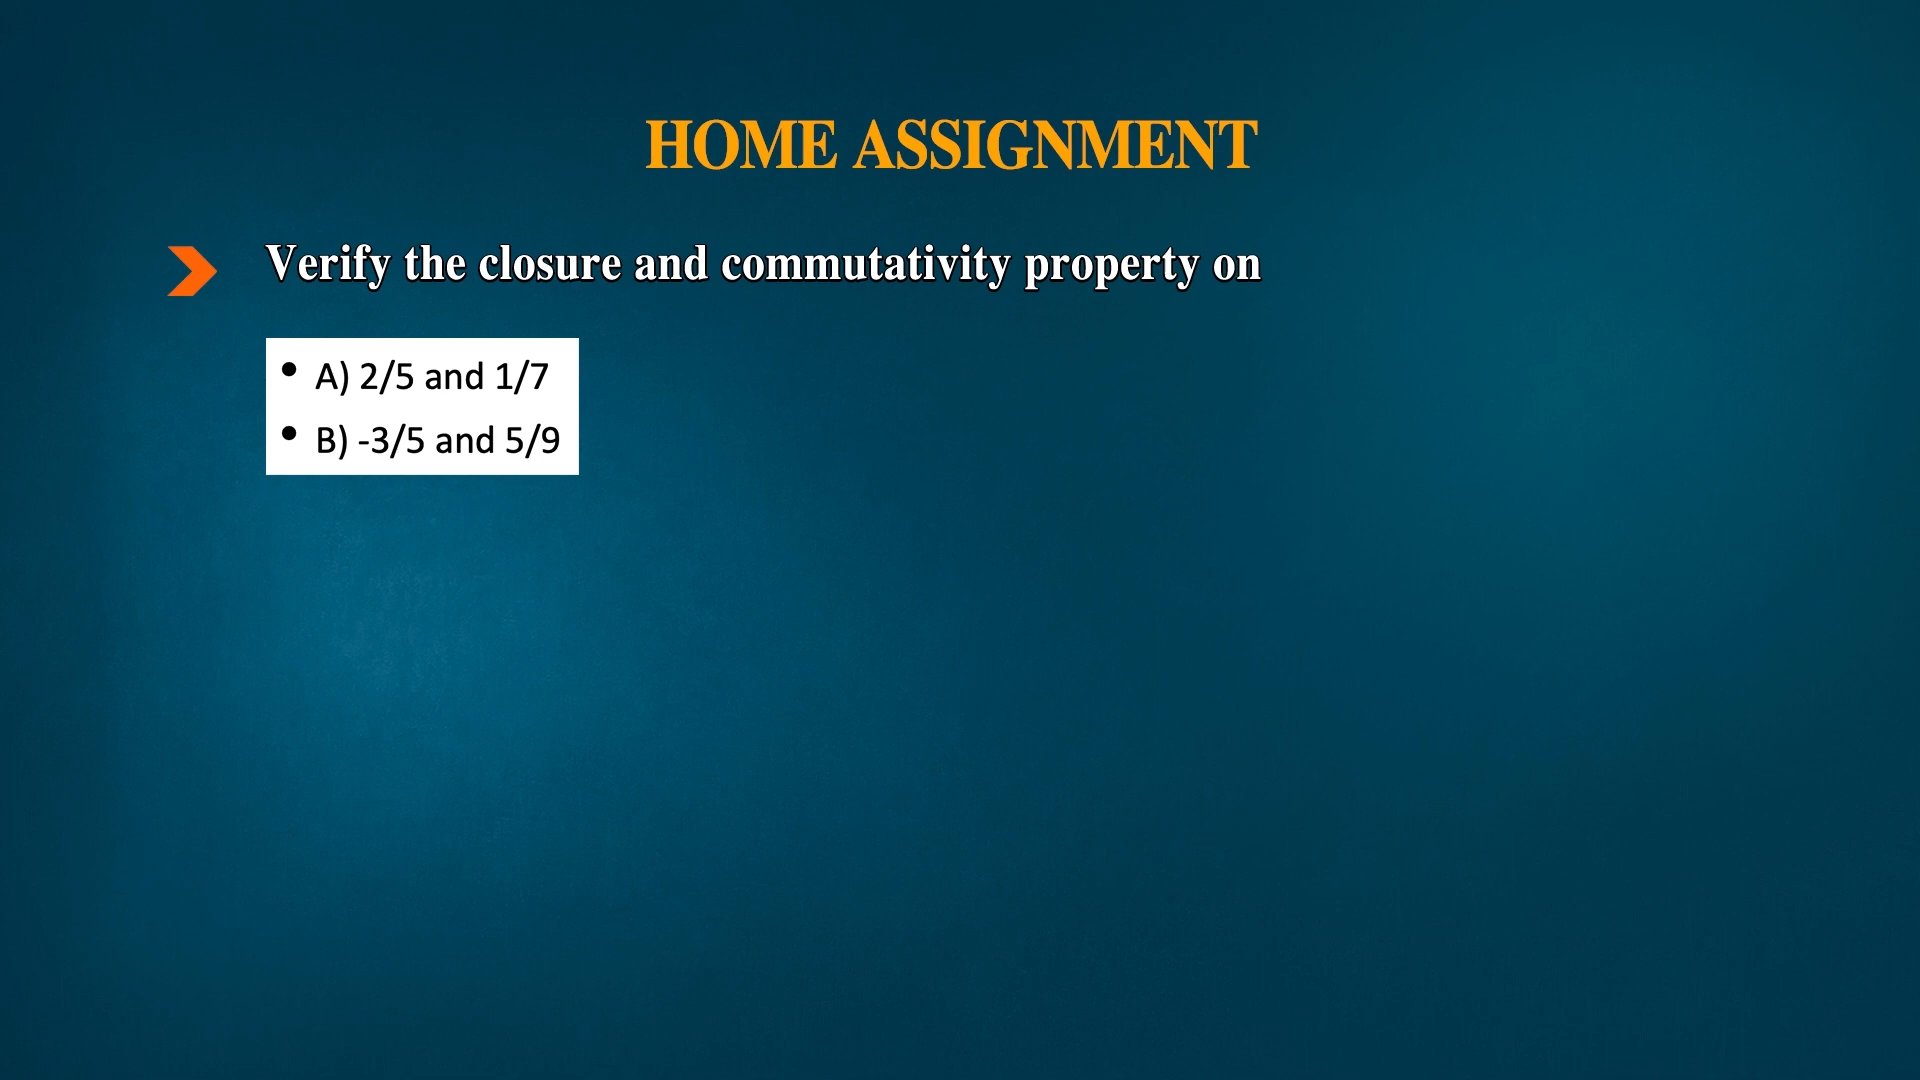 HOME ASSIGNMENT
Verify the closure and commutativity property on
• A) 2/5 and 1/7
• B) -3/5 and 5/9